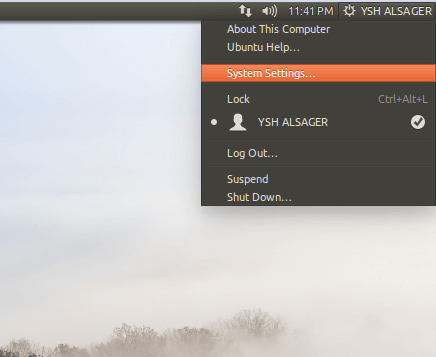 11:41 PM YSH ALSAGER
About This Computer
Ubuntu Help...
System Settings...
Lock Ctrl+Alt+L
YSH ALSAGER
Log Out...
Suspend
Shut Down...